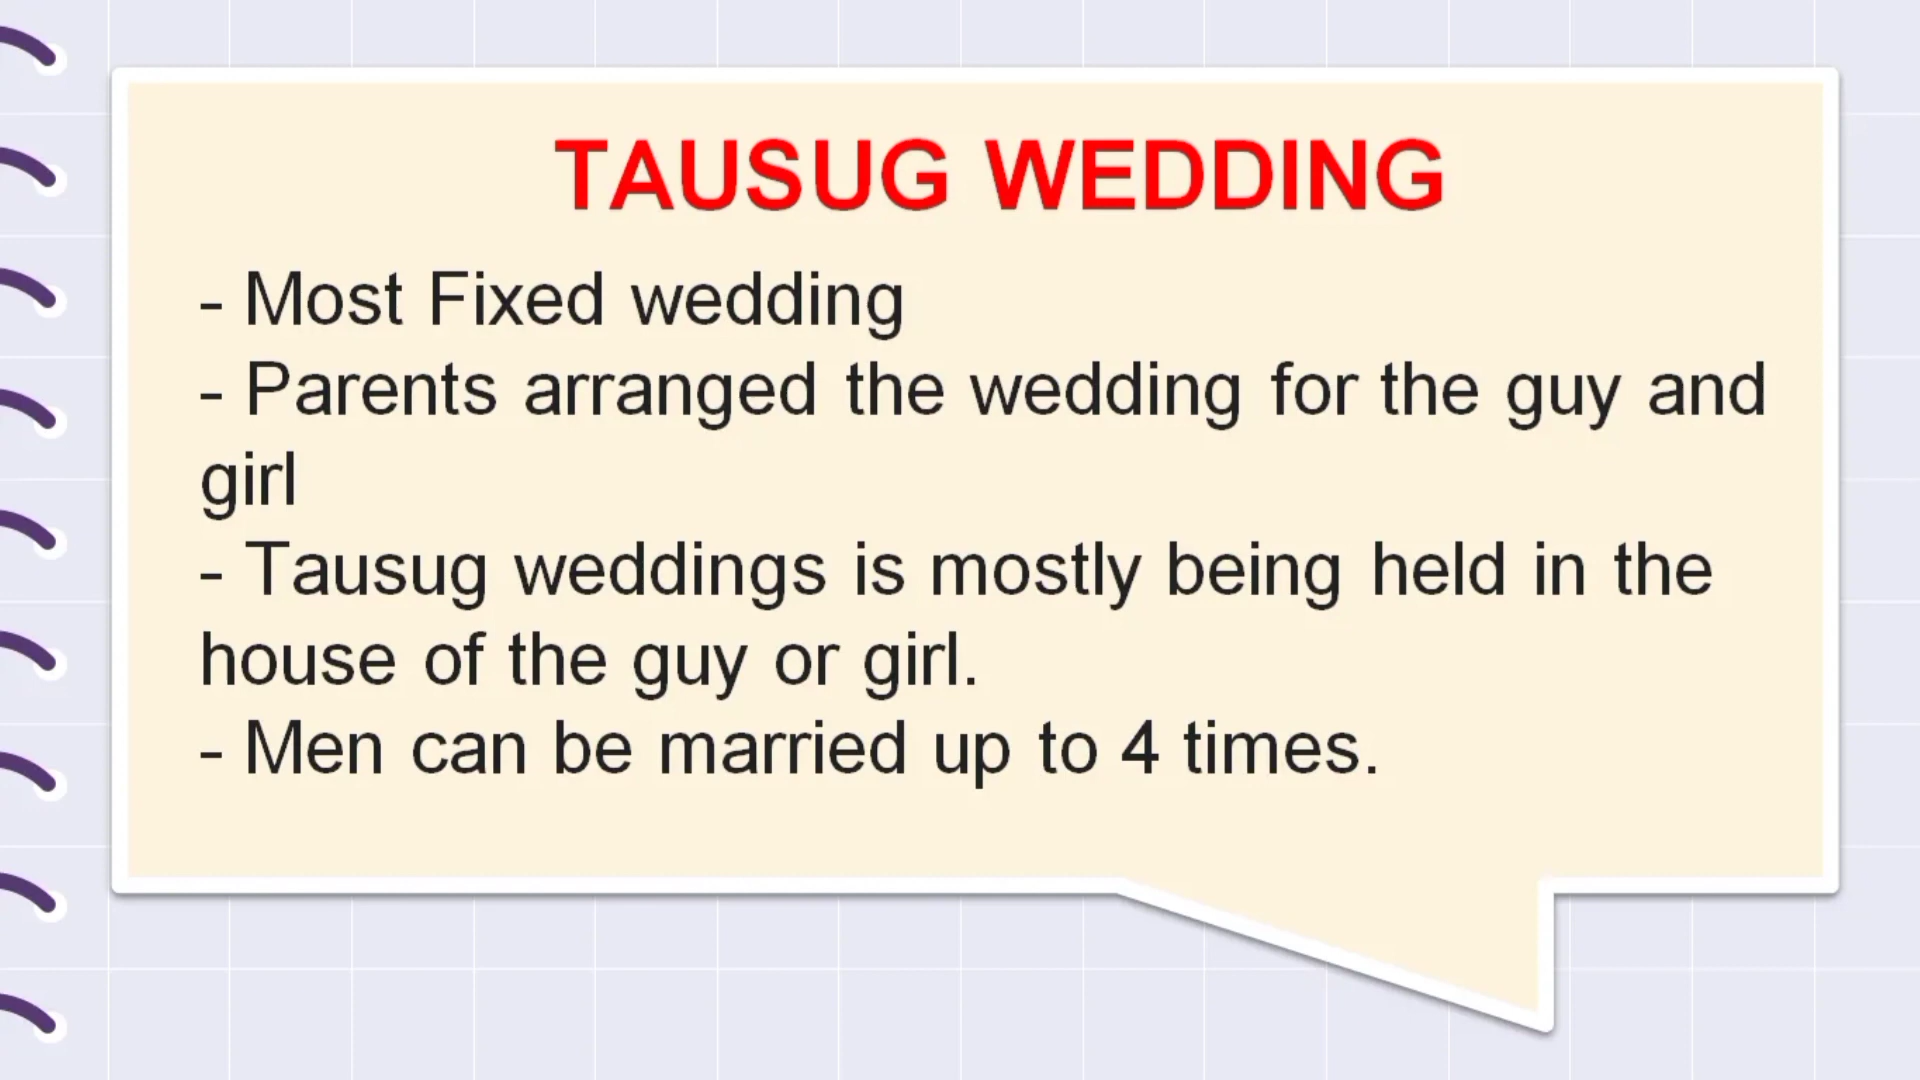 TAUSUG WEDDING
- Most Fixed wedding
- Parents arranged the wedding for the guy and
girl
- Tausug weddings is mostly being held in the
house of the guy or girl.
- Men can be married up to 4 times.